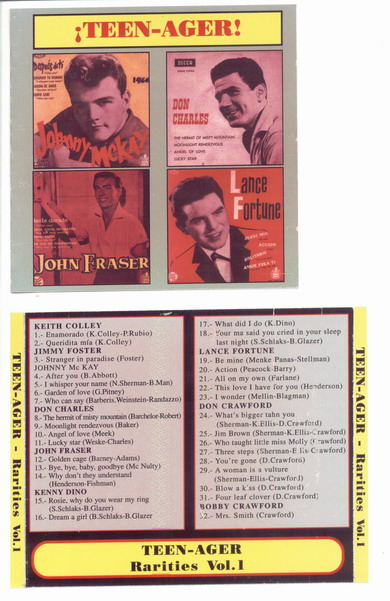 ¡TEEN-AGER!
Después de ti
1960
Johnny McKAY
DECCA
DON
CHARLES
THE HERMIT OF MISTY MOUNTAIN
MOONLIGHT RENDEZVOUS
ANGEL OF LOVE
LUCKY STAR
JOHN FRASER
Lance
Fortune
BE MINE
ACTION
TEEN-AGER - Rarities Vol.1
KEITH COLLEY
1.- Enamorado (K.Colley-P.Rubio)
2.- Queridita mía (K.Colley)
JIMMY FOSTER
3.- Stranger in paradise (Foster)
JOHNNY Mc KAY
4.- After you (B.Abbott)
5.- I whisper your name (N.Sherman-B.Man)
6.- Garden of love (G.Pitney)
7.- Who can say (Barberis.Weinstein-Randazzo)
DON CHARLES
8.- The hermit of misty mountain (Barchelor-Robert)
9.- Moonlight rendezvous (Baker)
10.- Angel of love (Meek)
11.- Lucky star (Weske-Charles)
JOHN FRASER
12.- Golden cage (Barney-Adams)
13.- Bye, bye, baby, goodbye (Mc Nulty)
14.- Why don't they understand
(Henderson-Fishman)
KENNY DINO
15.- Rosie, why do you wear my ring
(S.Schlaks-B.Glazer)
16.- Dream a girl (B.Schlaks-B.Glazer
17.- What did I do (K.Dino)
18.- Your ma said you cried in your sleep
last night (S.Schlaks-B.Glazer)
LANCE FORTUNE
19.- Be mine (Menke Panas-Stellman)
20.- Action (Peacock-Barry)
21.- All on my own (Farlane)
22.- This love I have for you (Henderson)
23.- I wonder (Mellin-Blagman)
DON CRAWFORD
24.- What's bigger tahn you
(Sherman-K.Ellis-D.Crawford)
25.- Jim Brown (Sherman-K.Ellis-Crawford)
26.- Who taught little miss Molly (Crawford)
27.- Three steps (Sherman-E.Ellis Crawford)
28.- You're gone (D.Crawford)
29.- A woman is a vulture
(Sherman-Ellis-Crawford)
30.- Blow a kiss (D.Crawford)
31.- Four leaf clover (D.Crawford)
BOBBY CRAWFORD
32.- Mrs. Smith (Crawford)
TEEN-AGER - Rarities Vol.1
TEEN-AGER
Rarities Vol.1